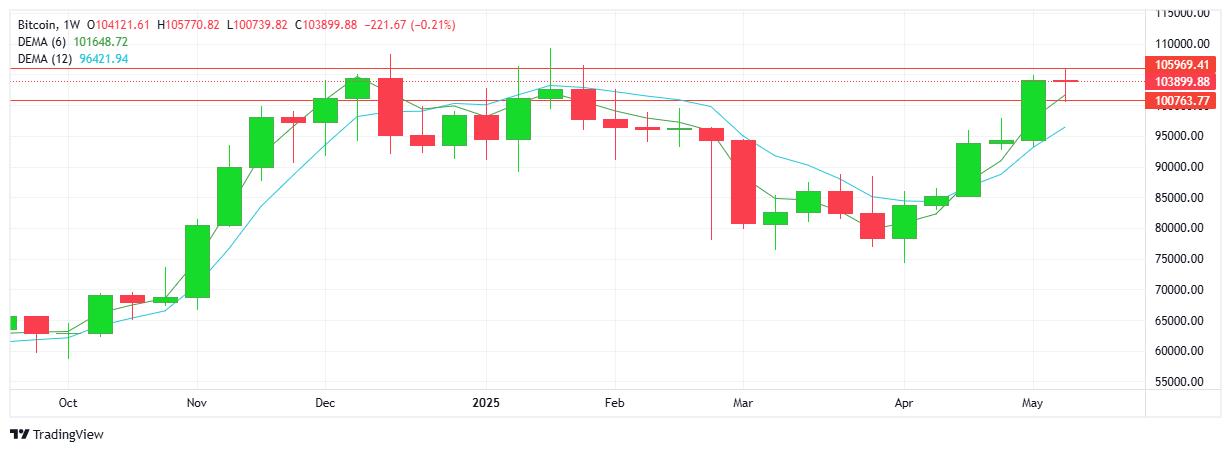 Bitcoin, 1W O104121.61 H105770.82 L100739.82 C103899.88 −221.67 (−0.21%)
DEMA (6) 101648.72
DEMA (12) 96421.94
115000.00
110000.00
105969.41
103899.88
100763.77
95000.00
90000.00
85000.00
80000.00
75000.00
70000.00
65000.00
60000.00
55000.00
Oct Nov Dec 2025 Feb Mar Apr May
TradingView